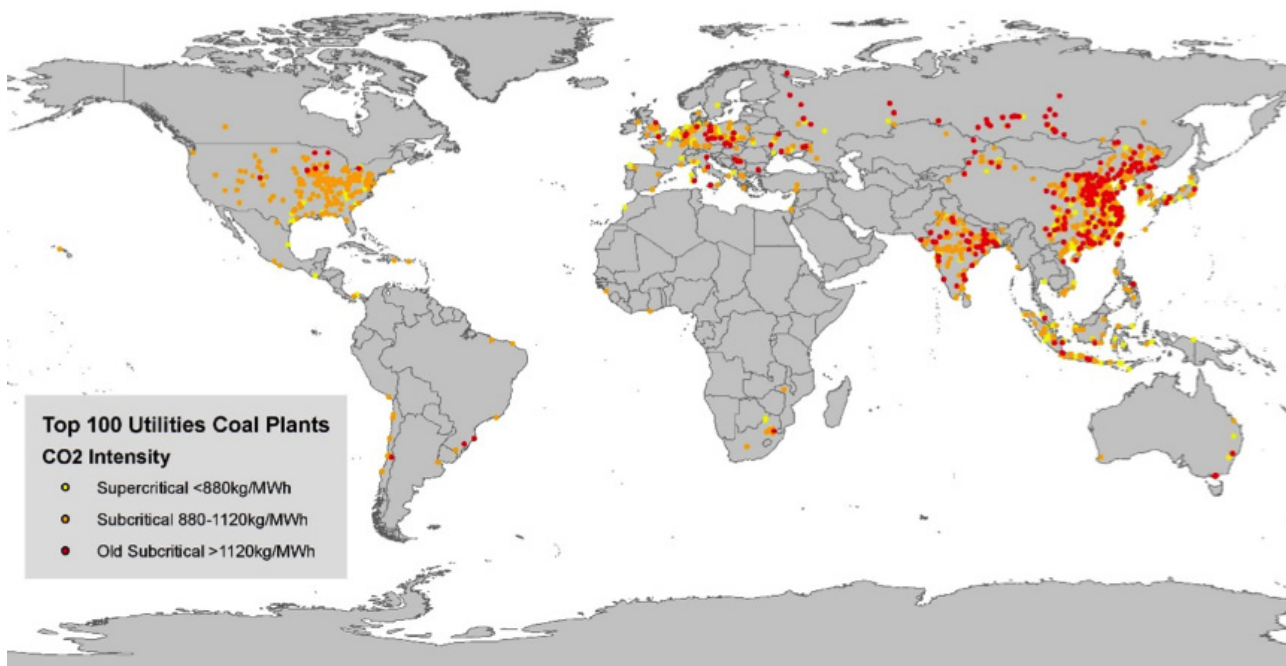 Top 100 Utilities Coal Plants
CO2 Intensity
Supercritical <880kg/MWh
Subcritical 880-1120kg/MWh
Old Subcritical >1120kg/MWh